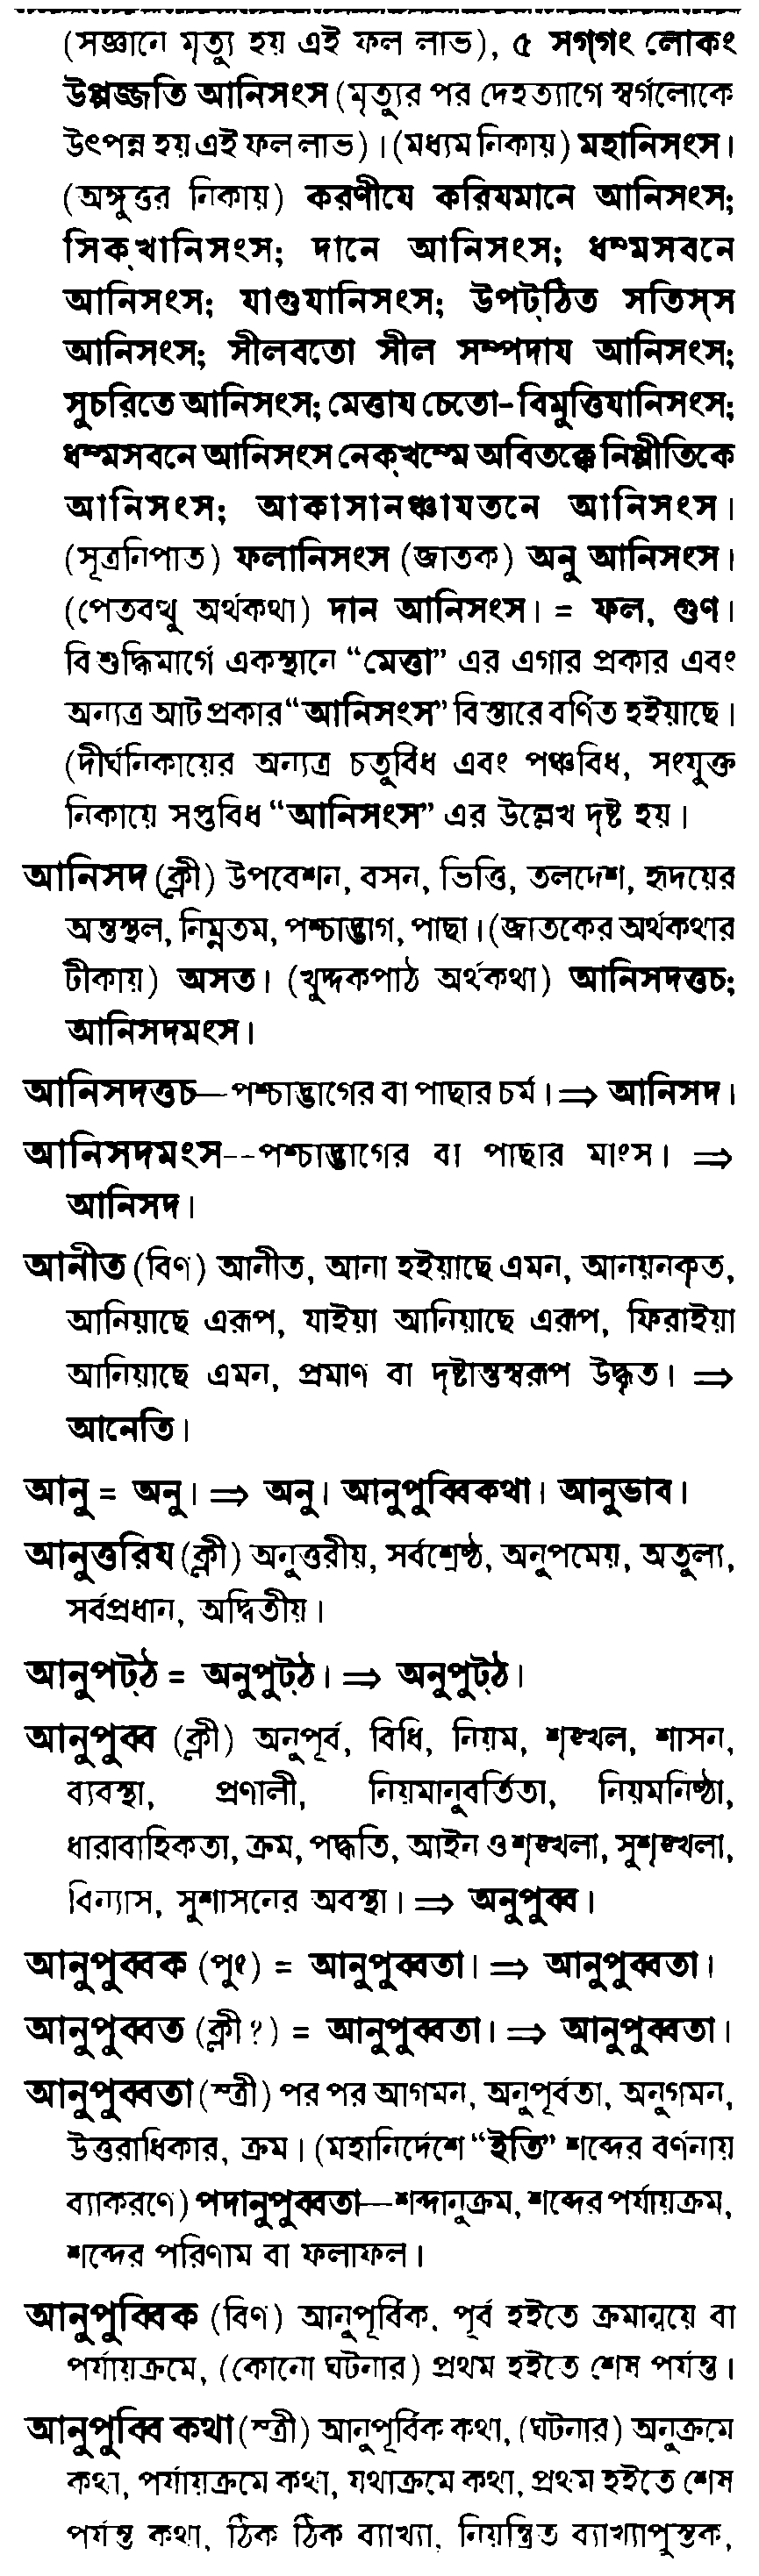 (সজ্ঞানে মৃত্যু হয় এই ফল লাভ), ৫ সগ্গং লোকং
উপ্পজ্জতি আনিসংস (মৃত্যুর পর দেহত্যাগে স্বর্গলোকে
উৎপন্ন হয় এই ফল লাভ)। (মধ্যম নিকায়) মহানিসংস।
(অঙ্গুত্তর নিকায়) করণীযে করিযমানে আনিসংস;
সিক্খানিসংস; দানে আনিসংস; ধম্মসবনে
আনিসংস; যাগুযানিসংস; উপট্ঠিত সতিস্স
আনিসংস; সীলবতো সীল সম্পদায আনিসংস;
সুচরিতে আনিসংস; মেত্তায চেতো-বিমুত্তিযানিসংস;
ধম্মসবনে আনিসংস নেক্খম্মে অবিতক্কে নিপ্পীতিকে
আনিসংস; আকাসানঞ্চাযতনে আনিসংস।
(সূত্রনিপাত) ফলানিসংস (জাতক) অনু আনিসংস।
(পেতবত্থু অর্থকথা) দান আনিসংস। = ফল, গুণ।
বিশুদ্ধিমার্গে একস্থানে “মেত্তা” এর এগার প্রকার এবং
অন্যত্র আট প্রকার “আনিসংস” বিস্তারে বর্ণিত হইয়াছে।
(দীর্ঘনিকায়ের অন্যত্র চতুর্বিধ এবং পঞ্চবিধ, সংযুক্ত
নিকায়ে সপ্তবিধ “আনিসংস” এর উল্লেখ দৃষ্ট হয়।
আনিসদ (ক্লী) উপবেশন, বসন, ভিত্তি, তলদেশ, হৃদয়ের
অন্তস্থল, নিম্নতম, পশ্চাদ্ভাগ, পাছা। (জাতকের অর্থকথার
টীকায়) অসত। (খুদ্দকপাঠ অর্থকথা) আনিসদত্তচ;
আনিসদমংস।
আনিসদত্তচ—পশ্চাদ্ভাগের বা পাছার চর্ম। ⇒ আনিসদ।
আনিসদমংস--পশ্চাদ্ভাগের বা পাছার মাংস। ⇒
আনিসদ।
আনীত (বিণ) আনীত, আনা হইয়াছে এমন, আনয়নকৃত,
আনিয়াছে এরূপ, যাইয়া আনিয়াছে এরূপ, ফিরাইয়া
আনিয়াছে এমন, প্রমাণ বা দৃষ্টান্তস্বরূপ উদ্ধৃত। ⇒
আনেতি।
আনু = অনু। ⇒ অনু। আনুপুব্বিকথা। আনুভাব।
আনুত্তরিয (ক্লী) অনুত্তরীয়, সর্বশ্রেষ্ঠ, অনুপমেয়, অতুল্য,
সর্বপ্রধান, অদ্বিতীয়।
আনুপট্ঠ = অনুপুট্ঠ। ⇒ অনুপুট্ঠ।
আনুপুব্ব (ক্লী) অনুপূর্ব, বিধি, নিয়ম, শৃঙ্খল, শাসন,
ব্যবস্থা, প্রণালী, নিয়মানুবর্তিতা, নিয়মনিষ্ঠা,
ধারাবাহিকতা, ক্রম, পদ্ধতি, আইন ও শৃঙ্খলা, সুশৃঙ্খলা,
বিন্যাস, সুশাসনের অবস্থা। ⇒ অনুপুব্ব।
আনুপুব্বক (পুং) = আনুপুব্বতা। ⇒ আনুপুব্বতা।
আনুপুব্বত (ক্লী?) = আনুপুব্বতা। ⇒ আনুপুব্বতা।
আনুপুব্বতা (স্ত্রী) পর পর আগমন, অনুপূর্বতা, অনুগমন,
উত্তরাধিকার, ক্রম। (মহানির্দেশে “ইতি” শব্দের বর্ণনায়
ব্যাকরণে) পদানুপুব্বতা—শব্দানুক্রম, শব্দের পর্যায়ক্রম,
শব্দের পরিণাম বা ফলাফল।
আনুপুব্বিক (বিণ) আনুপূর্বিক, পূর্ব হইতে ক্রমান্বয়ে বা
পর্যায়ক্রমে, (কোনো ঘটনার) প্রথম হইতে শেষ পর্যন্ত।
আনুপুব্বি কথা (স্ত্রী) আনুপূর্বিক কথা, (ঘটনার) অনুক্রমে
কথা, পর্যায়ক্রমে কথা, যথাক্রমে কথা, প্রথম হইতে শেষ
পর্যন্ত কথা, ঠিক ঠিক ব্যাখ্যা, নিয়ন্ত্রিত ব্যাখ্যাপুস্তক,